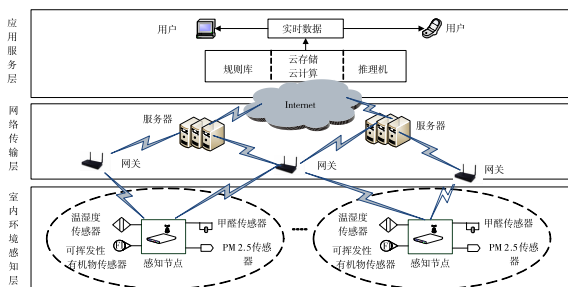 应用服务层
用户
实时数据
用户
规则库
云存储
云计算
推理机
Internet
网络传输层
服务器
服务器
网关
网关
网关
室内环境感知层
温湿度
传感器
甲醛传感器
可挥发性
有机物传感器
PM 2.5传感
器
感知节点
温湿度
传感器
甲醛传感器
可挥发性
有机物传感器
PM 2.5传感
器
感知节点